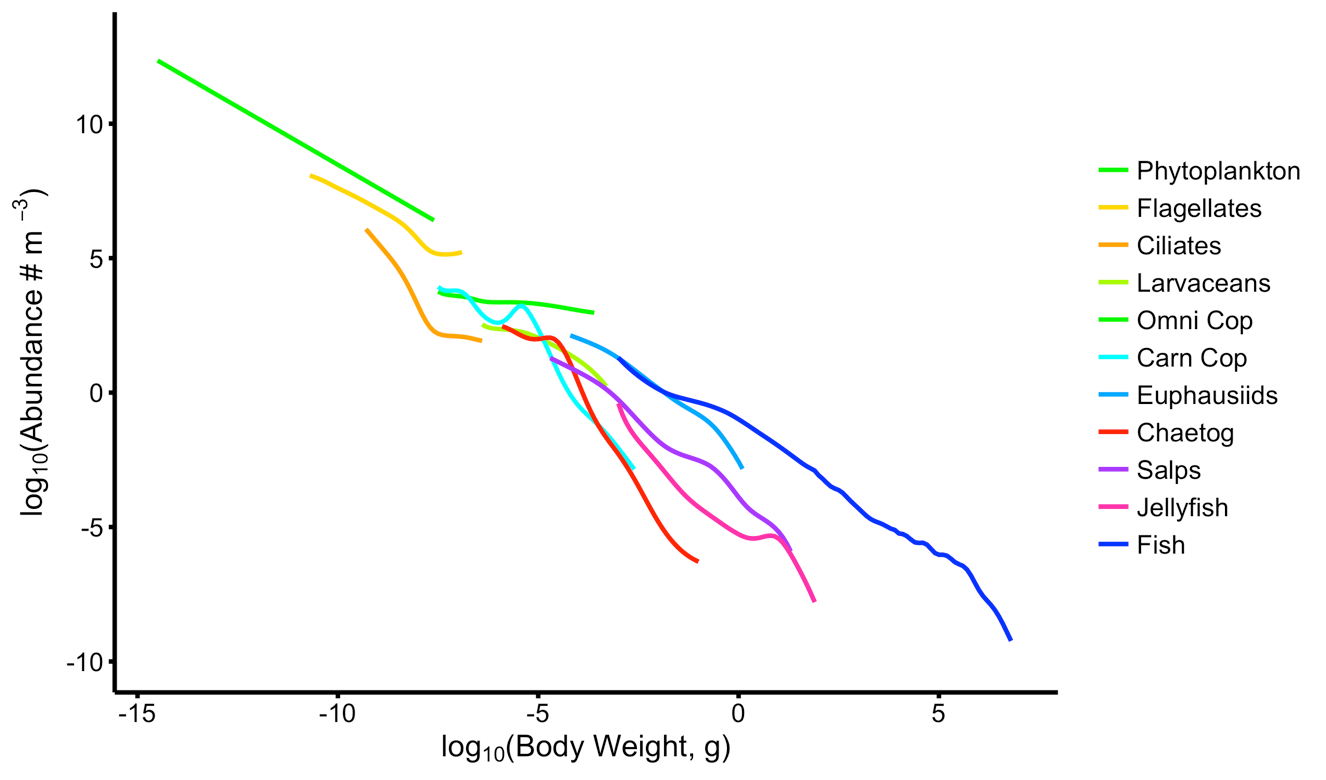 log10(Abundance # m −3)
10
5
0
-5
-10
-15
-10
-5
0
5
log10(Body Weight, g)
Phytoplankton
Flagellates
Ciliates
Larvaceans
Omni Cop
Carn Cop
Euphausiids
Chaetog
Salps
Jellyfish
Fish